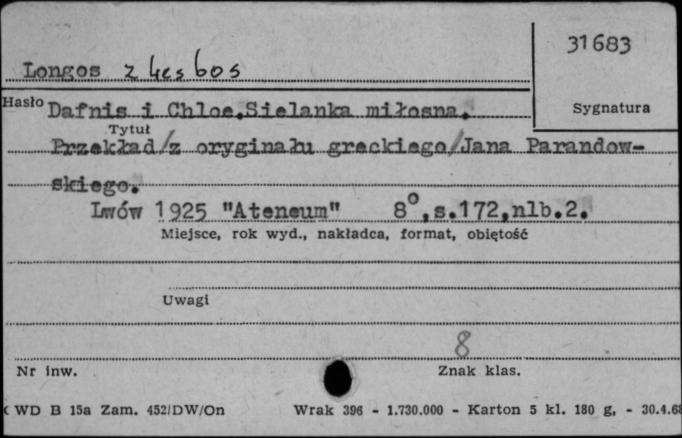 31683
Longos z Lesbos
Hasło
Dafnis i Chloe.Sielanka miłosna.
Sygnatura
Tytuł
Przekład/z oryginału greckiego/Jana Parandow-
skiego.
Lwów 1925 "Ateneum" 8°,s.172,nlb.2.
Miejsce, rok wyd., nakładca, format, objętość
Uwagi
8
Nr inw.
Znak klas.
WD B 15a Zam. 452/DW/On Wrak 396 - 1.730.000 - Karton 5 kl. 180 g, - 30.4.68